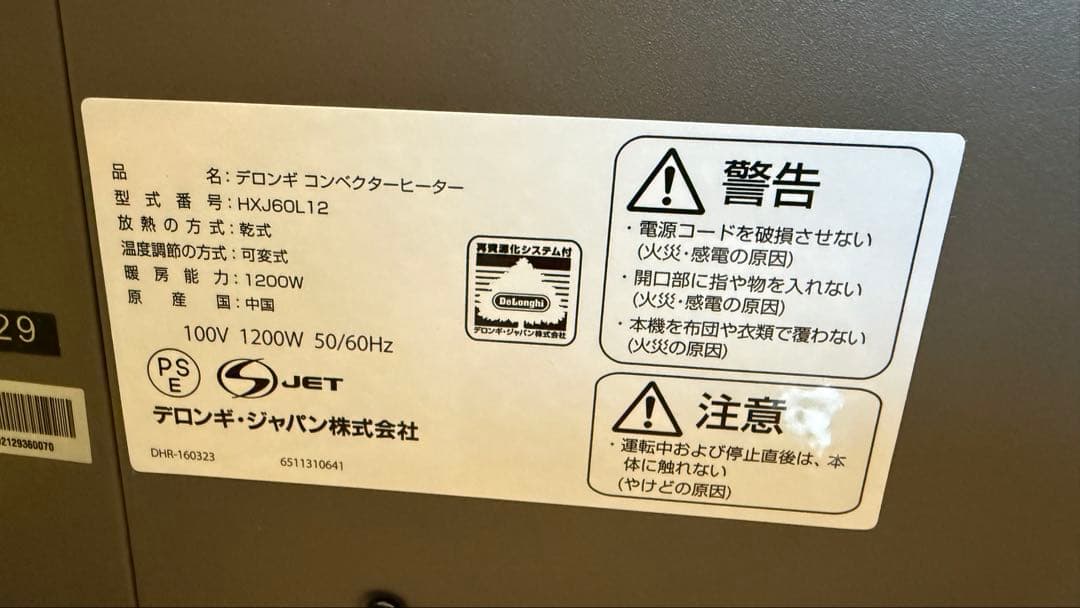 品名：デロンギ コンベクターヒーター
型式番号：HXJ60L12
放熱の方式：乾式
温度調節の方式：可変式
暖房能力：1200W
原産国：中国
100V 1200W 50/60Hz
PS
E
JET
デロンギ・ジャパン株式会社
DHR-160323
6511310641
再資源化システム付
DeLonghi
デロンギ・ジャパン株式会社
警告
・電源コードを破損させない
(火災・感電の原因)
・開口部に指や物を入れない
(火災・感電の原因)
・本機を布団や衣類で覆わない
(火災の原因)
注意
・運転中および停止直後は、本
体に触れない
(やけどの原因)
29
02129360070